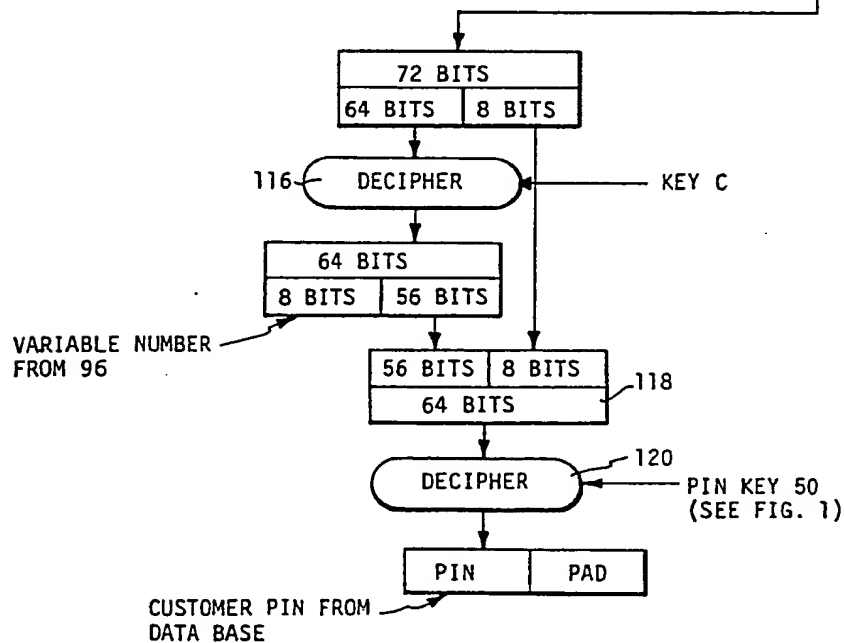 72 BITS
64 BITS 8 BITS
116 DECIPHER KEY C
64 BITS
8 BITS 56 BITS
VARIABLE NUMBER
FROM 96
56 BITS 8 BITS
64 BITS 118
DECIPHER 120
PIN KEY 50
(SEE FIG. 1)
PIN PAD
CUSTOMER PIN FROM
DATA BASE